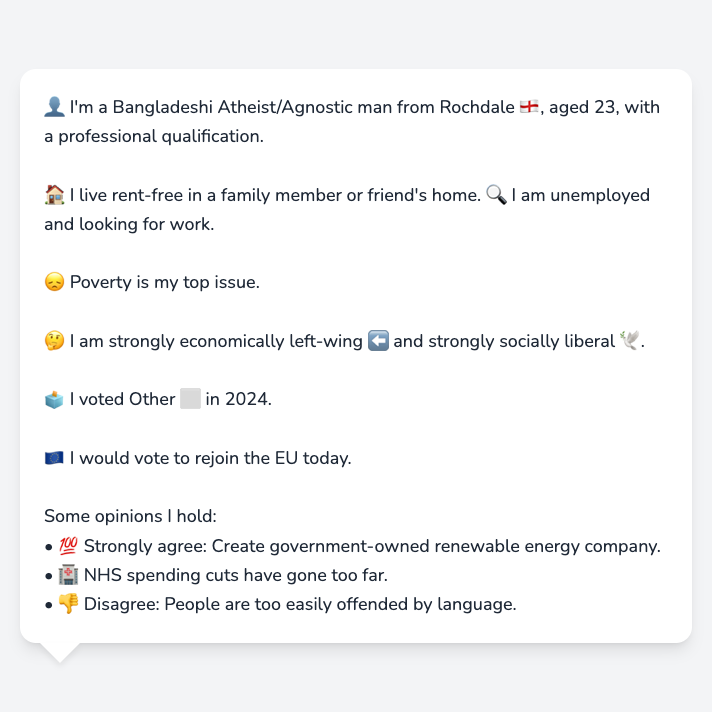 👤 I'm a Bangladeshi Atheist/Agnostic man from Rochdale 🏴󠁧󠁢󠁥󠁮󠁧󠁿, aged 23, with
a professional qualification.
🏠 I live rent-free in a family member or friend's home. 🔍 I am unemployed
and looking for work.
😞 Poverty is my top issue.
🤔 I am strongly economically left-wing ⬅️ and strongly socially liberal 🕊️.
🗳️ I voted Other ⬜ in 2024.
🇪🇺 I would vote to rejoin the EU today.
Some opinions I hold:
• 💯 Strongly agree: Create government-owned renewable energy company.
• 🏥 NHS spending cuts have gone too far.
• 👎 Disagree: People are too easily offended by language.